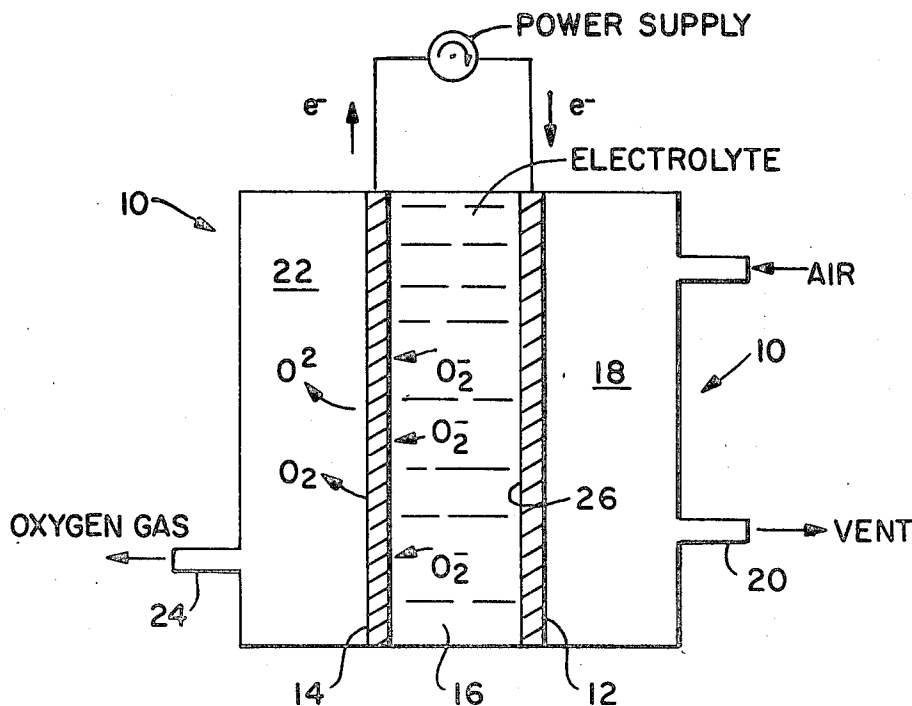 POWER SUPPLY
e⁻
e⁻
ELECTROLYTE
10
22
AIR
O²
O₂⁻
18
10
O₂⁻
O₂
26
OXYGEN GAS
VENT
O₂⁻
24
20
14
16
12